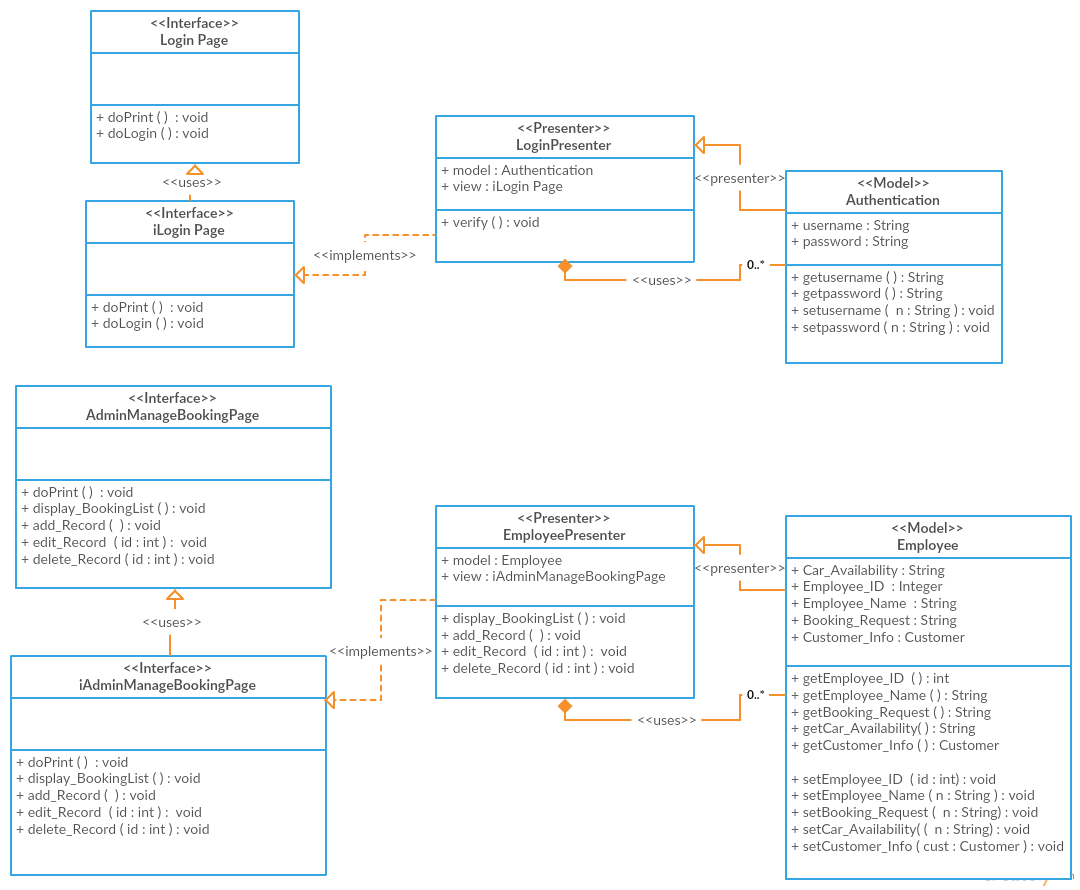 <<Interface>>
Login Page
+ doPrint ( )  : void
+ doLogin ( ) : void
<<uses>>
<<Interface>>
iLogin Page
+ doPrint ( )  : void
+ doLogin ( ) : void
<<implements>>
<<Presenter>>
LoginPresenter
+ model : Authentication
+ view : iLogin Page
+ verify ( ) : void
<<presenter>>
<<uses>>
0..*
<<Model>>
Authentication
+ username : String
+ password : String
+ getusername ( ) : String
+ getpassword ( ) : String
+ setusername (  n : String ) : void
+ setpassword ( n : String ) : void
<<Interface>>
AdminManageBookingPage
+ doPrint ( )  : void
+ display_BookingList ( ) : void
+ add_Record  (  ) : void
+ edit_Record  ( id : int ) :  void
+ delete_Record ( id : int ) : void
<<uses>>
<<Interface>>
iAdminManageBookingPage
+ doPrint ( )  : void
+ display_BookingList ( ) : void
+ add_Record  (  ) : void
+ edit_Record  ( id : int ) :  void
+ delete_Record ( id : int ) : void
<<implements>>
<<Presenter>>
EmployeePresenter
+ model : Employee
+ view : iAdminManageBookingPage
+ display_BookingList ( ) : void
+ add_Record  (  ) : void
+ edit_Record  ( id : int ) :  void
+ delete_Record ( id : int ) : void
<<presenter>>
<<uses>>
0..*
<<Model>>
Employee
+ Car_Availability : String
+ Employee_ID  : Integer
+ Employee_Name  : String
+ Booking_Request : String
+ Customer_Info : Customer
+ getEmployee_ID  ( ) : int
+ getEmployee_Name ( ) : String
+ getBooking_Request ( ) : String
+ getCar_Availability( ) : String
+ getCustomer_Info ( ) : Customer
+ setEmployee_ID  ( id : int) : void
+ setEmployee_Name ( n : String ) : void
+ setBooking_Request (  n : String) : void
+ setCar_Availability( (  n : String) : void
+ setCustomer_Info ( cust : Customer ) : void